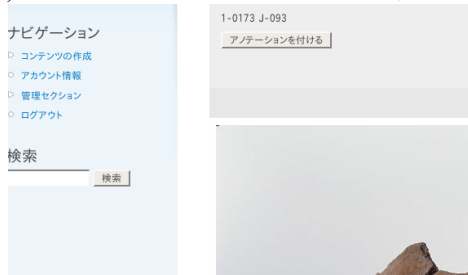 ナビゲーション
コンテンツの作成
アカウント情報
管理セクション
ログアウト
検索
検索
1-0173 J-093
アノテーションを付ける